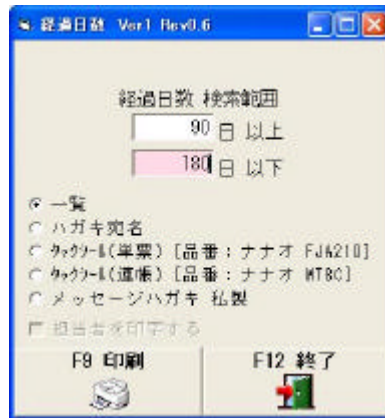 経過日数 Ver1 Rev0.6
経過日数 検索範囲
90 日 以上
180 日 以下
一覧
ハガキ宛名
タックシール(単票) [品番:ナナオ FJA210]
タックシール(連帳) [品番:ナナオ MT8C]
メッセージハガキ 私製
担当者を印字する
F9 印刷
F12 終了